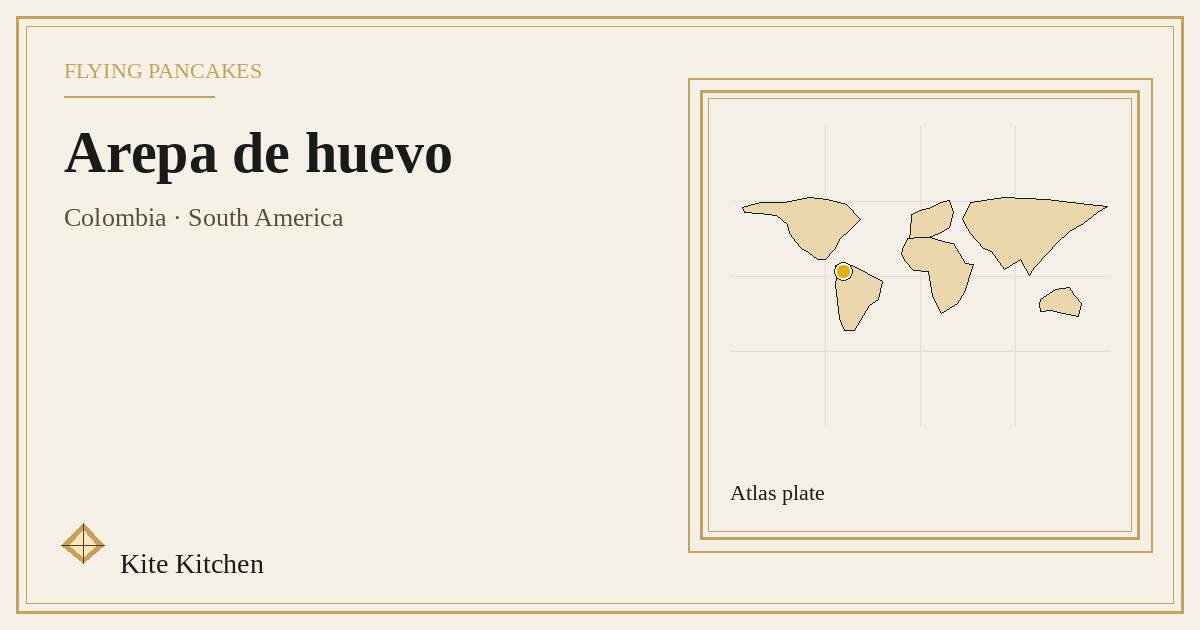 FLYING PANCAKES
Arepa de huevo
Colombia · South America
Atlas plate
Kite Kitchen